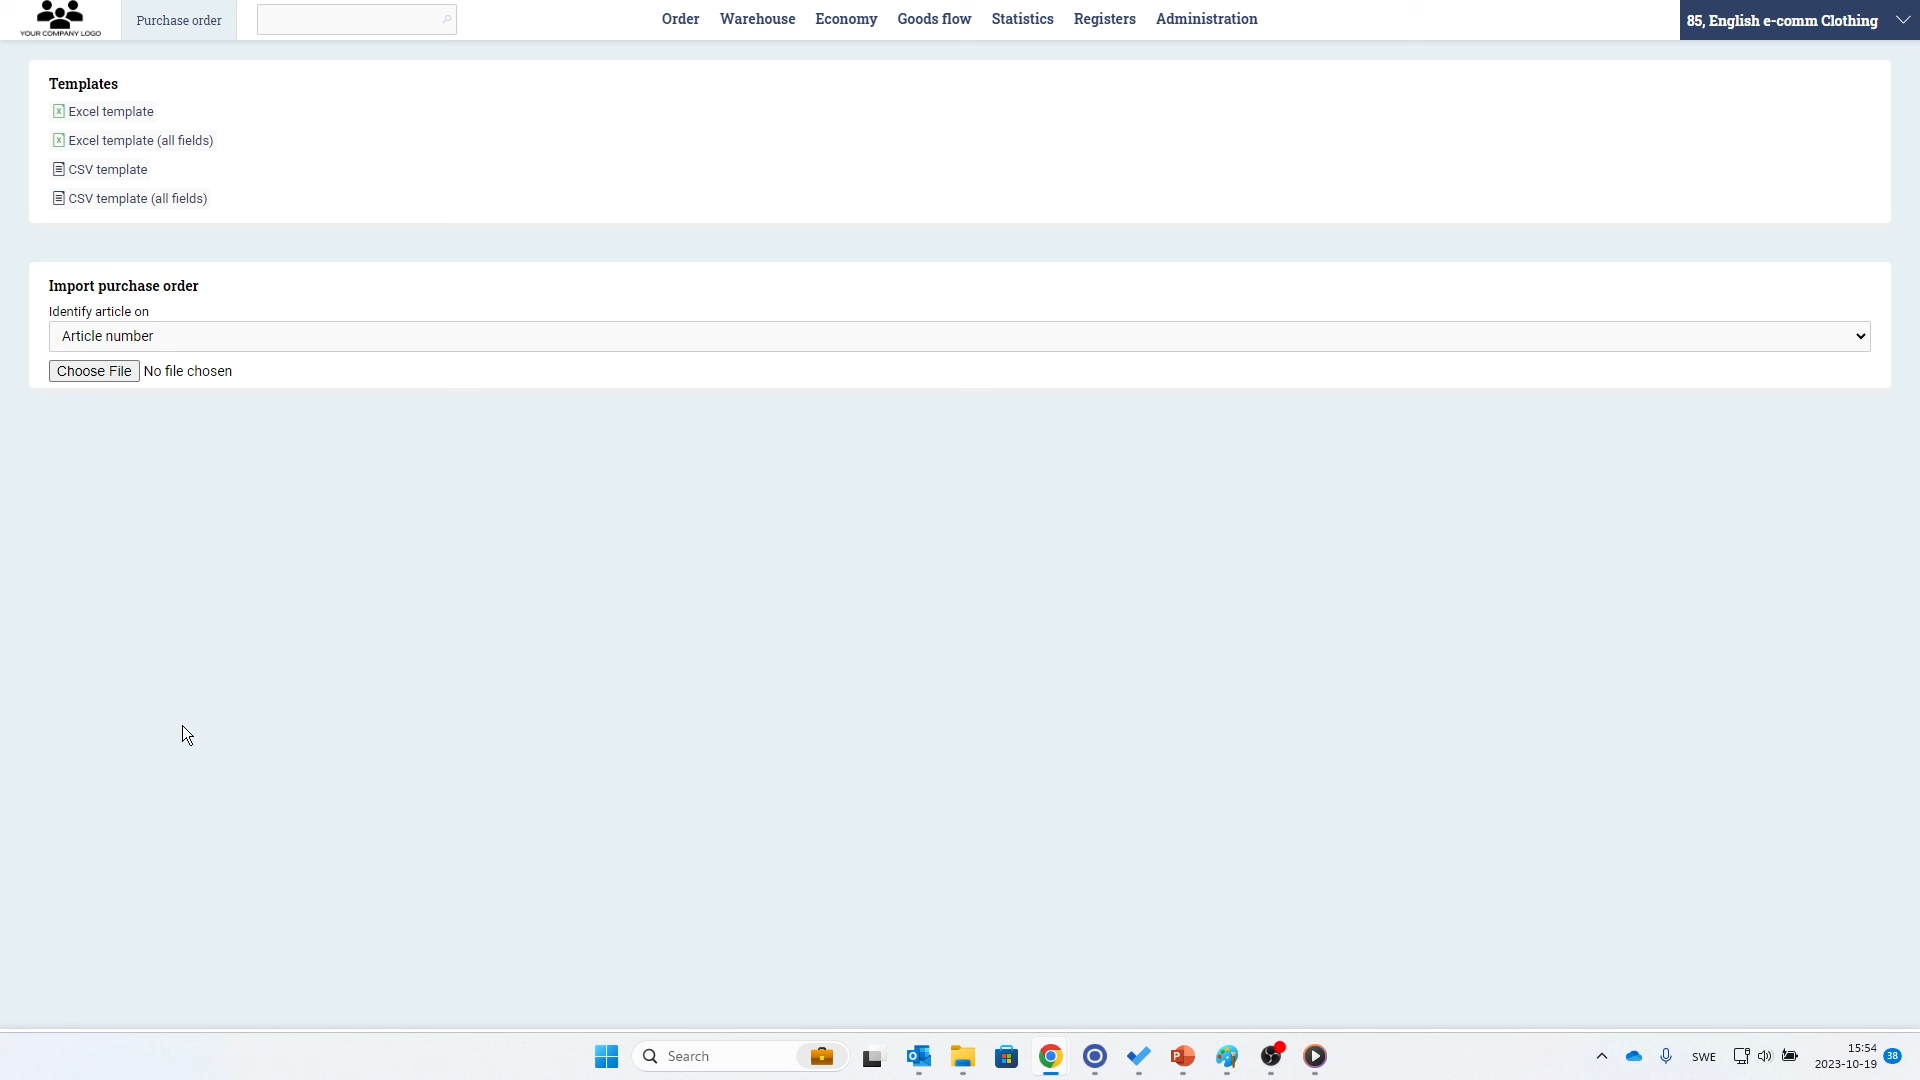 YOUR COMPANY LOGO
Purchase order
Order Warehouse Economy Goods flow Statistics Registers Administration
85, English e-comm Clothing
Templates
Excel template
Excel template (all fields)
CSV template
CSV template (all fields)
Import purchase order
Identify article on
Article number
Choose File No file chosen
Search
SWE
15:54
2023-10-19
38